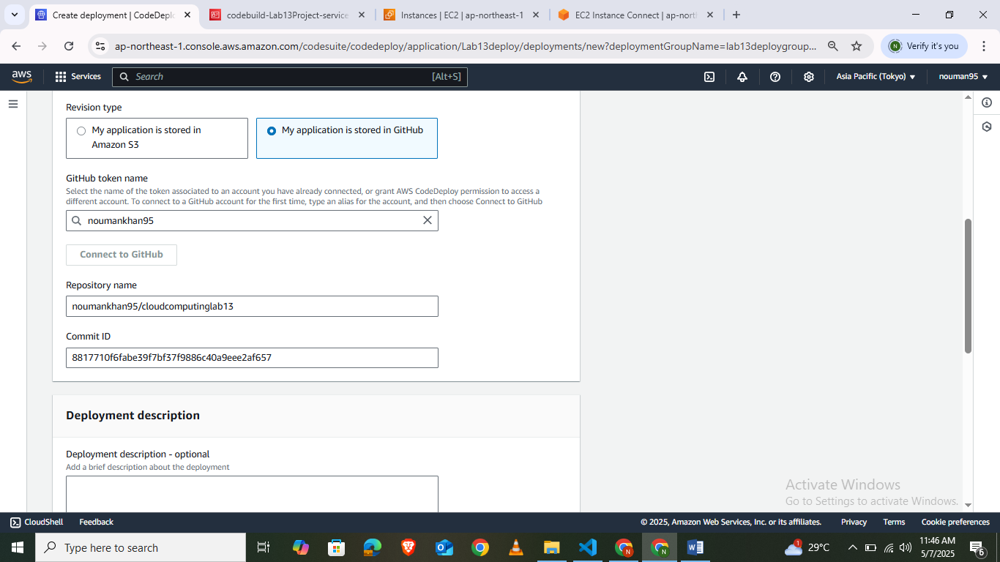 Create deployment | CodeDeplo
codebuild-Lab13Project-service
Instances | EC2 | ap-northeast-1
EC2 Instance Connect | ap-nort
ap-northeast-1.console.aws.amazon.com/codesuite/codedeploy/application/Lab13deploy/deployments/new?deploymentGroupName=lab13deploygroup...
N
Verify it's you
aws
Services
Search
[Alt+S]
Asia Pacific (Tokyo)
nouman95
Revision type
My application is stored in
Amazon S3
My application is stored in GitHub
GitHub token name
Select the name of the token associated to an account you have already connected, or grant AWS CodeDeploy permission to access a
different account. To connect to a GitHub account for the first time, type an alias for the account, and then choose Connect to GitHub
noumankhan95
Connect to GitHub
Repository name
noumankhan95/cloudcomputinglab13
Commit ID
8817710f6fabe39f7bf37f9886c40a9eee2af657
Deployment description
Deployment description - optional
Add a brief description about the deployment
Activate Windows
Go to Settings to activate Windows.
CloudShell
Feedback
© 2025, Amazon Web Services, Inc. or its affiliates.
Privacy
Terms
Cookie preferences
Type here to search
1
29°C
11:46 AM
5/7/2025
6